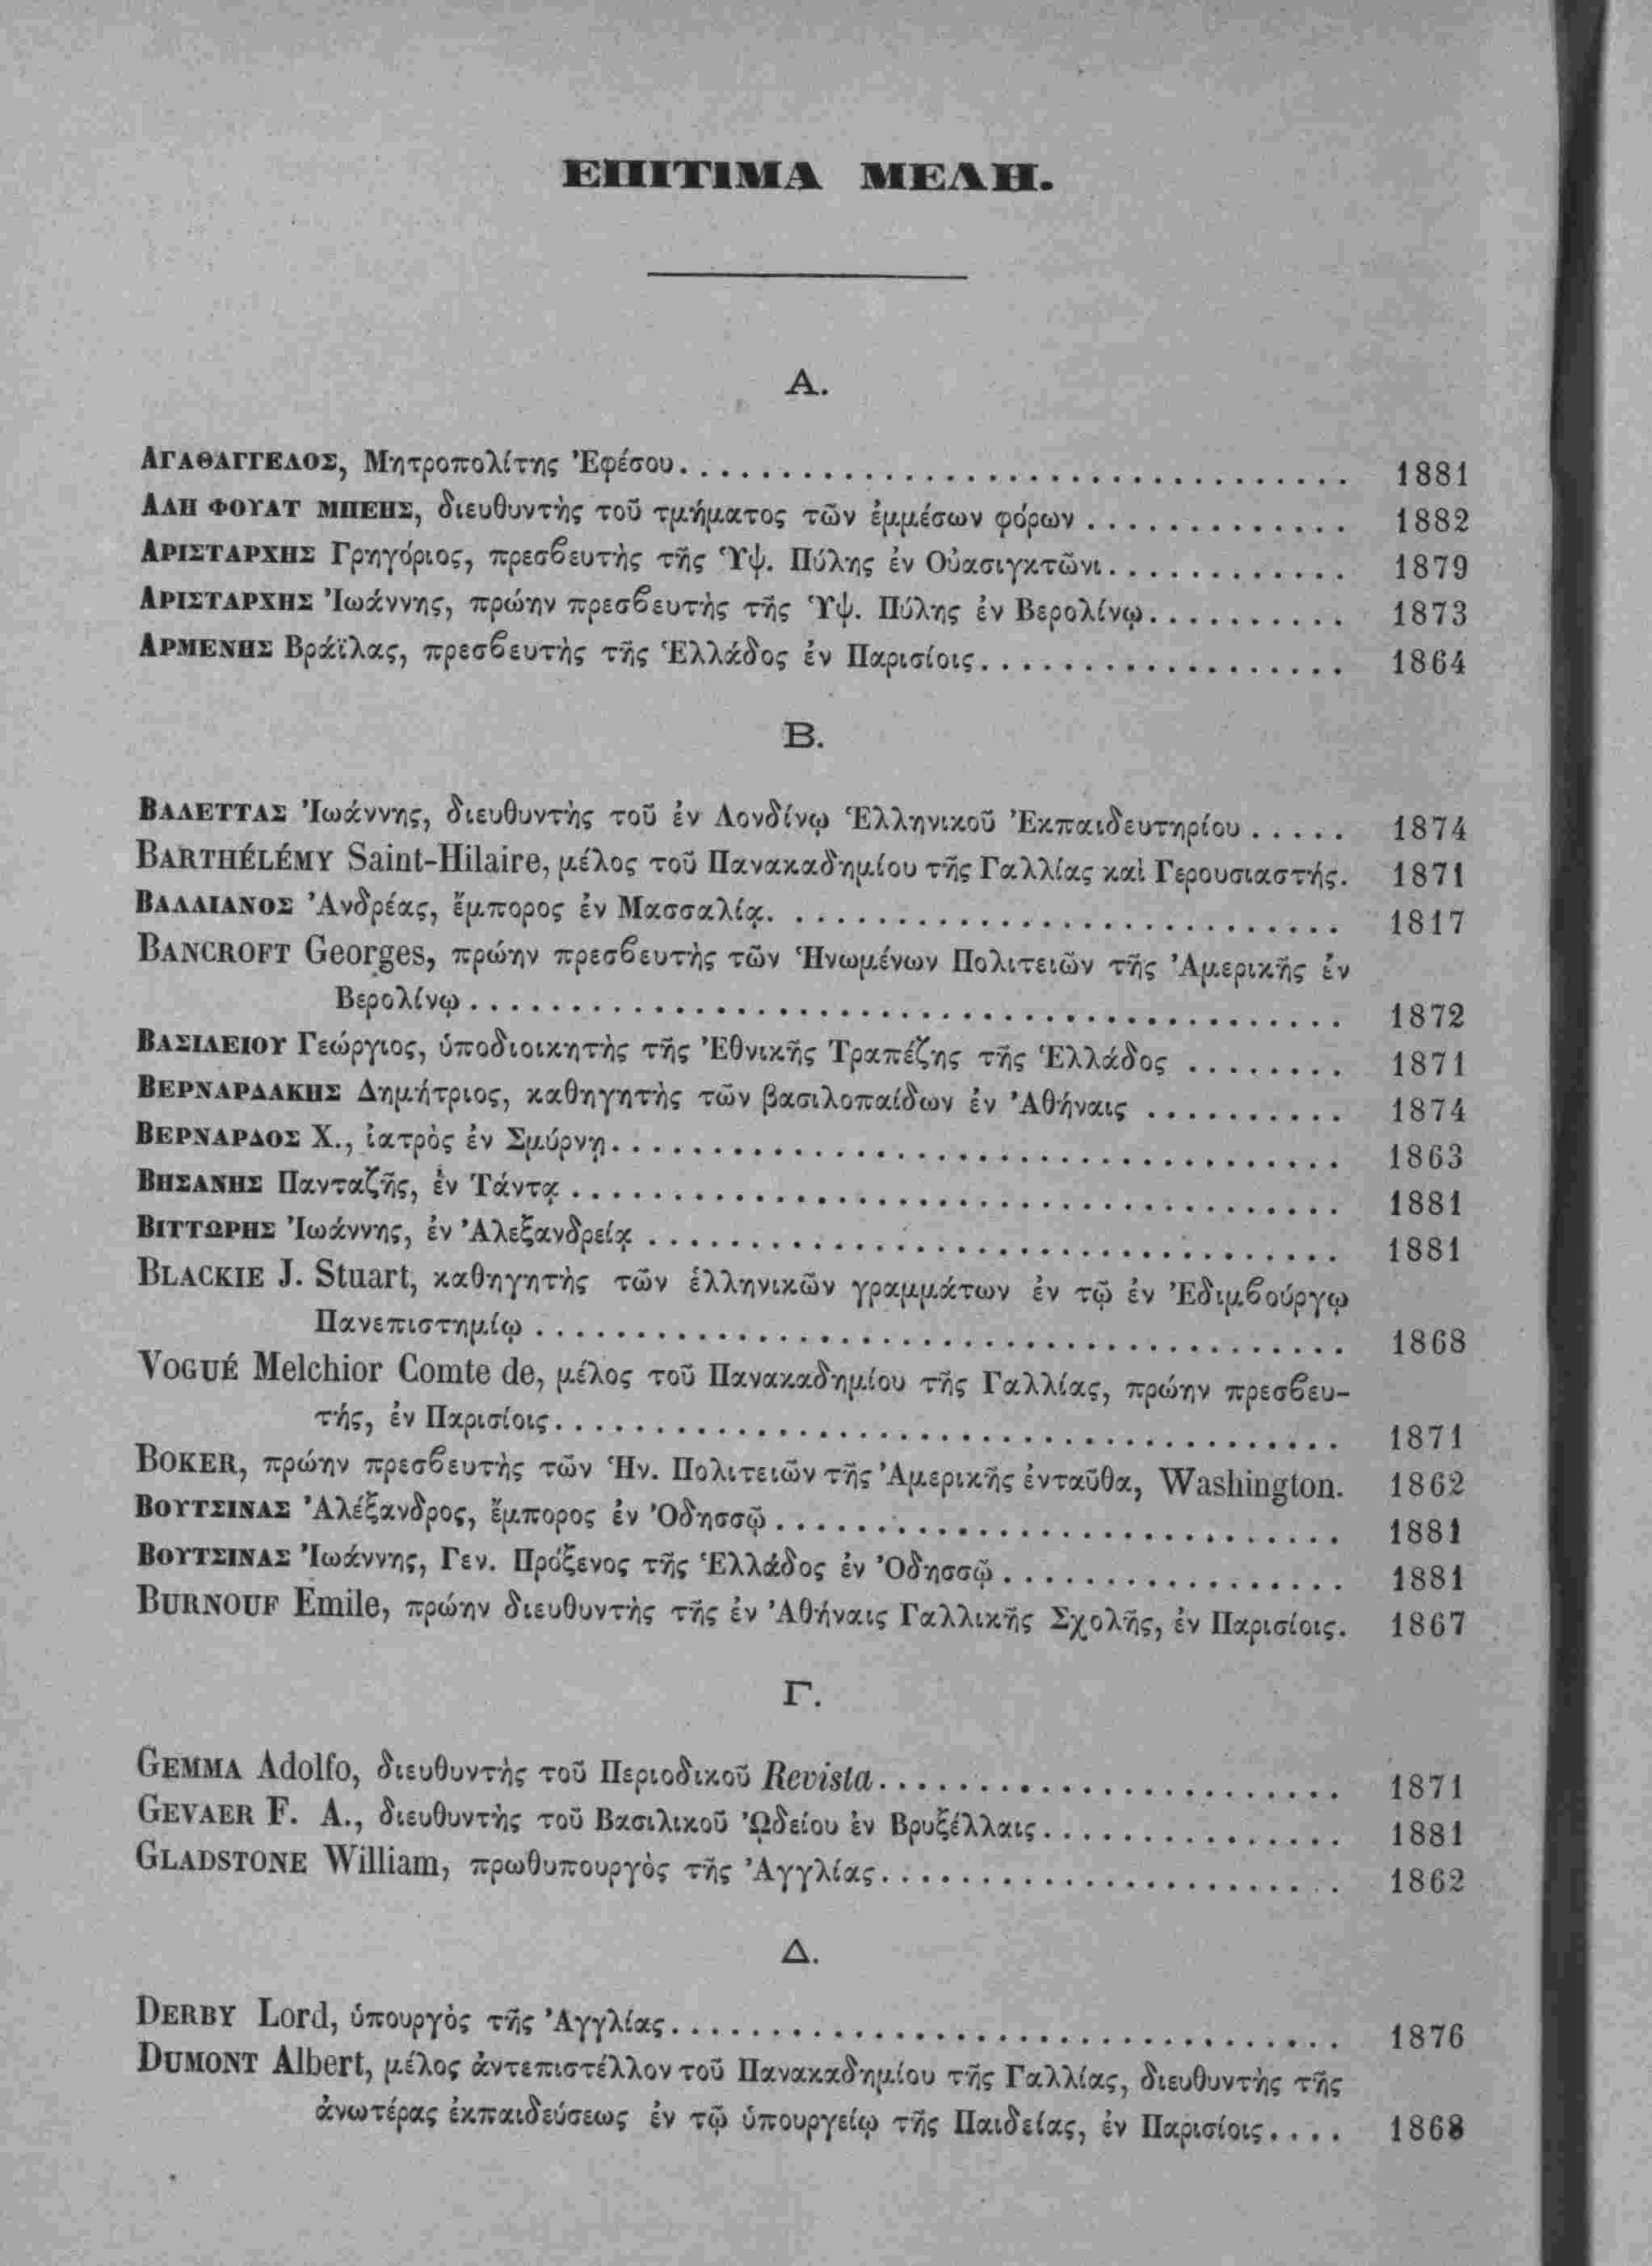 ΕΠΙΤΙΜΑ ΜΕΛΗ.
Α.
ΑΓΑΘΑΓΓΕΛΟΣ, Μητροπολίτης Ἐφέσου. . . . . . . . . . . . . . . . . . . . . . . . . . . . . . . . . . 1881
ΑΛΗ ΦΟΥΑΤ ΜΠΕΗΣ, διευθυντὴς τοῦ τμήματος τῶν ἐμμέσων φόρων . . . . . . . . . . . . . 1882
ΑΡΙΣΤΑΡΧΗΣ Γρηγόριος, πρεσβευτὴς τῆς Ὑψ. Πύλης ἐν Οὐασιγκτῶνι. . . . . . . . . . . . 1879
ΑΡΙΣΤΑΡΧΗΣ Ἰωάννης, πρώην πρεσβευτὴς τῆς Ὑψ. Πύλης ἐν Βερολίνῳ. . . . . . . . . . 1873
ΑΡΜΕΝΗΣ Βράϊλας, πρεσβευτὴς τῆς Ἑλλάδος ἐν Παρισίοις. . . . . . . . . . . . . . . . . . 1864
Β.
ΒΑΛΕΤΤΑΣ Ἰωάννης, διευθυντὴς τοῦ ἐν Λονδίνῳ Ἑλληνικοῦ Ἐκπαιδευτηρίου . . . . . 1874
BARTHÉLÉMY Saint-Hilaire, μέλος τοῦ Πανακαδημίου τῆς Γαλλίας καὶ Γερουσιαστής. 1871
ΒΑΛΛΙΑΝΟΣ Ἀνδρέας, ἔμπορος ἐν Μασσαλίᾳ. . . . . . . . . . . . . . . . . . . . . . . . . . . . . 1817
BANCROFT Georges, πρώην πρεσβευτὴς τῶν Ἡνωμένων Πολιτειῶν τῆς Ἀμερικῆς ἐν
Βερολίνῳ . . . . . . . . . . . . . . . . . . . . . . . . . . . . . . . . . . . . . . . . . . . 1872
ΒΑΣΙΛΕΙΟΥ Γεώργιος, ὑποδιοικητὴς τῆς Ἐθνικῆς Τραπέζης τῆς Ἑλλάδος . . . . . . . . 1871
ΒΕΡΝΑΡΔΑΚΗΣ Δημήτριος, καθηγητὴς τῶν βασιλοπαίδων ἐν Ἀθήναις . . . . . . . . . . 1874
ΒΕΡΝΑΡΔΟΣ Χ., ἰατρὸς ἐν Σμύρνῃ. . . . . . . . . . . . . . . . . . . . . . . . . . . . . . . . . . . . . 1863
ΒΗΣΑΝΗΣ Πανταζῆς, ἐν Τάντᾳ . . . . . . . . . . . . . . . . . . . . . . . . . . . . . . . . . . . . . . 1881
ΒΙΤΤΩΡΗΣ Ἰωάννης, ἐν Ἀλεξανδρείᾳ . . . . . . . . . . . . . . . . . . . . . . . . . . . . . . . . . . 1881
BLACKIE J. Stuart, καθηγητὴς τῶν ἑλληνικῶν γραμμάτων ἐν τῷ ἐν Ἐδιμβούργῳ
Πανεπιστημίῳ . . . . . . . . . . . . . . . . . . . . . . . . . . . . . . . . . . . . . . . . 1868
VOGUÉ Melchior Comte de, μέλος τοῦ Πανακαδημίου τῆς Γαλλίας, πρώην πρεσβευ-
τής, ἐν Παρισίοις. . . . . . . . . . . . . . . . . . . . . . . . . . . . . . . . . . . . . . . 1871
BOKER, πρώην πρεσβευτὴς τῶν Ἡν. Πολιτειῶν τῆς Ἀμερικῆς ἐνταῦθα, Washington. 1862
ΒΟΥΤΣΙΝΑΣ Ἀλέξανδρος, ἔμπορος ἐν Ὀδησσῷ . . . . . . . . . . . . . . . . . . . . . . . . . . . . 1881
ΒΟΥΤΣΙΝΑΣ Ἰωάννης, Γεν. Πρόξενος τῆς Ἑλλάδος ἐν Ὀδησσῷ . . . . . . . . . . . . . . . . . 1881
BURNOUF Emile, πρώην διευθυντὴς τῆς ἐν Ἀθήναις Γαλλικῆς Σχολῆς, ἐν Παρισίοις. 1867
Γ.
GEMMA Adolfo, διευθυντὴς τοῦ Περιοδικοῦ Revista. . . . . . . . . . . . . . . . . . . . . . . 1871
GEVAER F. A., διευθυντὴς τοῦ Βασιλικοῦ ᾨδείου ἐν Βρυξέλλαις. . . . . . . . . . . . . . . 1881
GLADSTONE William, πρωθυπουργὸς τῆς Ἀγγλίας. . . . . . . . . . . . . . . . . . . . . . . 1862
Δ.
DERBY Lord, ὑπουργὸς τῆς Ἀγγλίας. . . . . . . . . . . . . . . . . . . . . . . . . . . . . . . . . . 1876
DUMONT Albert, μέλος ἀντεπιστέλλον τοῦ Πανακαδημίου τῆς Γαλλίας, διευθυντὴς τῆς
ἀνωτέρας ἐκπαιδεύσεως ἐν τῷ ὑπουργείῳ τῆς Παιδείας, ἐν Παρισίοις. . . . 1868